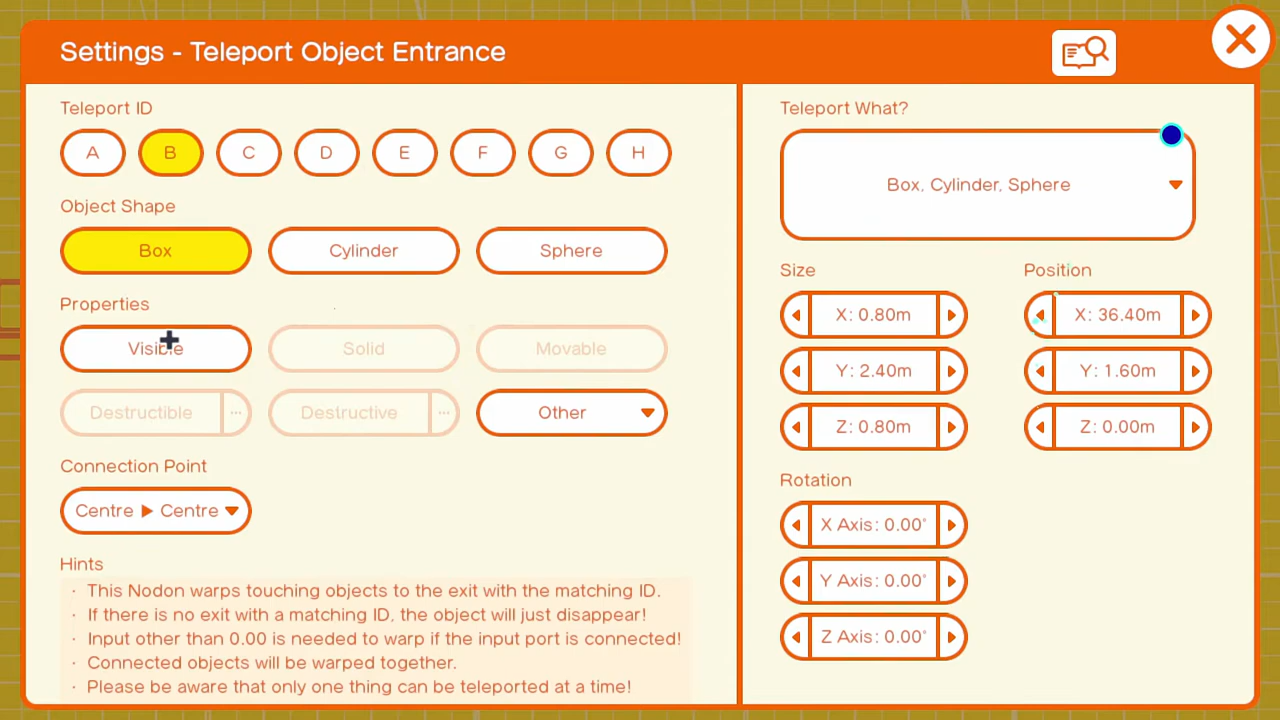 Settings - Teleport Object Entrance
Teleport ID
A B C D E F G H
Object Shape
Box Cylinder Sphere
Properties
Visible Solid Movable
Destructible ... Destructive ... Other
Connection Point
Centre ▶ Centre
Hints
· This Nodon warps touching objects to the exit with the matching ID.
· If there is no exit with a matching ID, the object will just disappear!
· Input other than 0.00 is needed to warp if the input port is connected!
· Connected objects will be warped together.
· Please be aware that only one thing can be teleported at a time!
Teleport What?
Box, Cylinder, Sphere
Size
X: 0.80m
Y: 2.40m
Z: 0.80m
Position
X: 36.40m
Y: 1.60m
Z: 0.00m
Rotation
X Axis: 0.00°
Y Axis: 0.00°
Z Axis: 0.00°